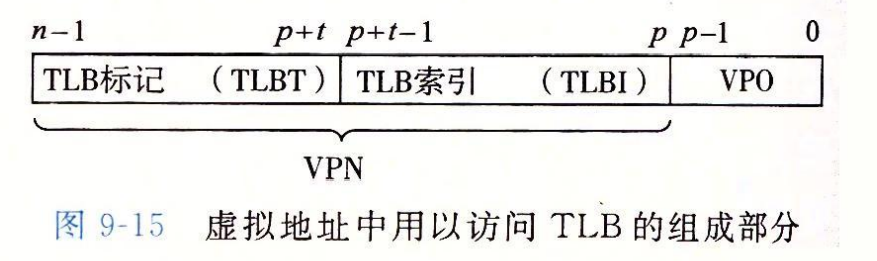 n-1 p+t p+t-1 p p-1 0
TLB标记 （TLBT） TLB索引 （TLBI） VPO
VPN
图 9-15 虚拟地址中用以访问 TLB 的组成部分